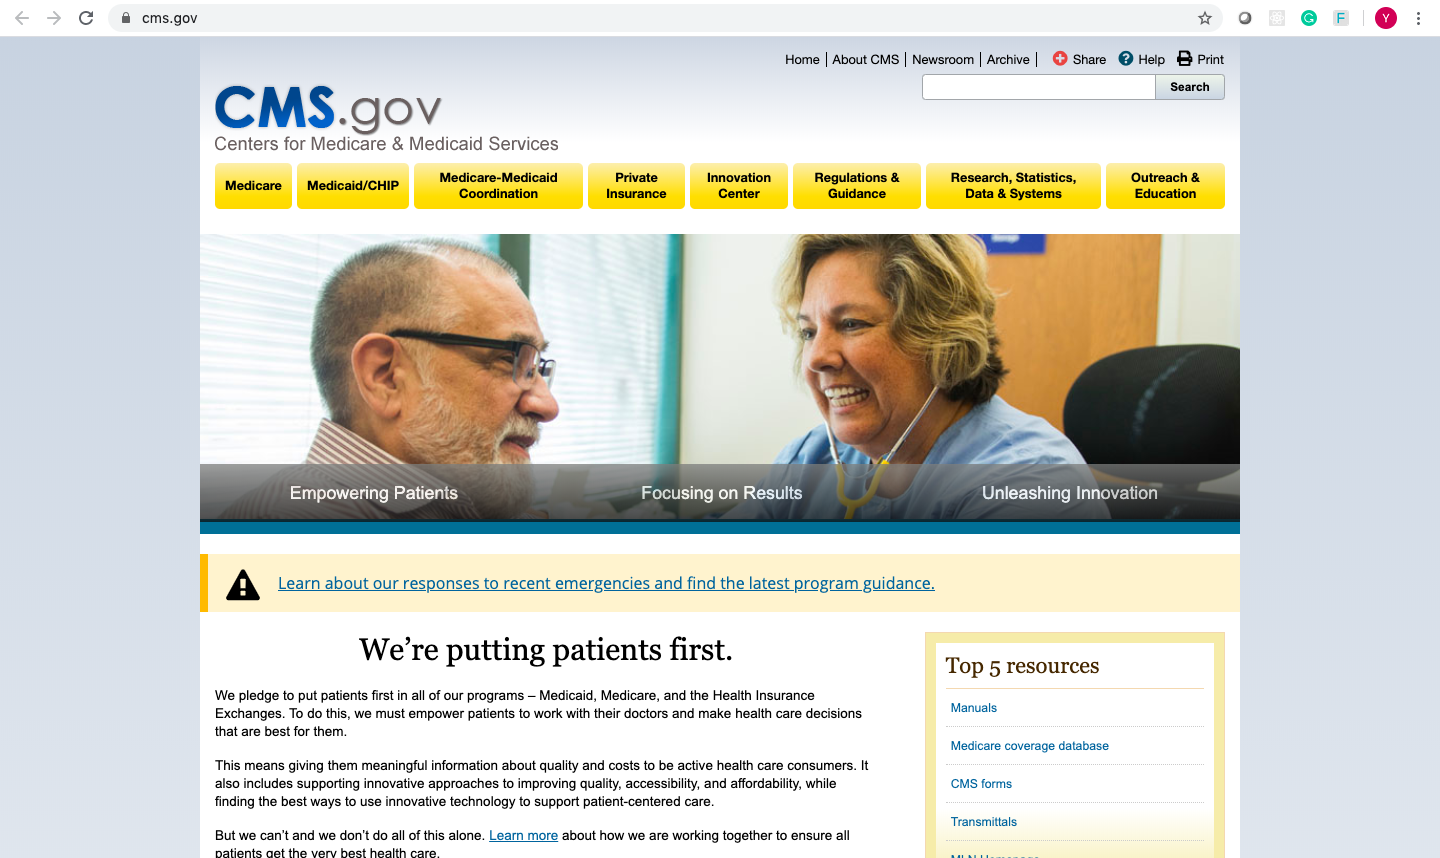 cms.gov
Y
Home About CMS Newsroom Archive Share Help Print
Search
CMS.gov
Centers for Medicare & Medicaid Services
Medicare
Medicaid/CHIP
Medicare-Medicaid
Coordination
Private
Insurance
Innovation
Center
Regulations &
Guidance
Research, Statistics,
Data & Systems
Outreach &
Education
Empowering Patients
Focusing on Results
Unleashing Innovation
Learn about our responses to recent emergencies and find the latest program guidance.
We’re putting patients first.
We pledge to put patients first in all of our programs – Medicaid, Medicare, and the Health Insurance
Exchanges. To do this, we must empower patients to work with their doctors and make health care decisions
that are best for them.
This means giving them meaningful information about quality and costs to be active health care consumers. It
also includes supporting innovative approaches to improving quality, accessibility, and affordability, while
finding the best ways to use innovative technology to support patient-centered care.
But we can’t and we don’t do all of this alone. Learn more about how we are working together to ensure all
patients get the very best health care.
Top 5 resources
Manuals
Medicare coverage database
CMS forms
Transmittals